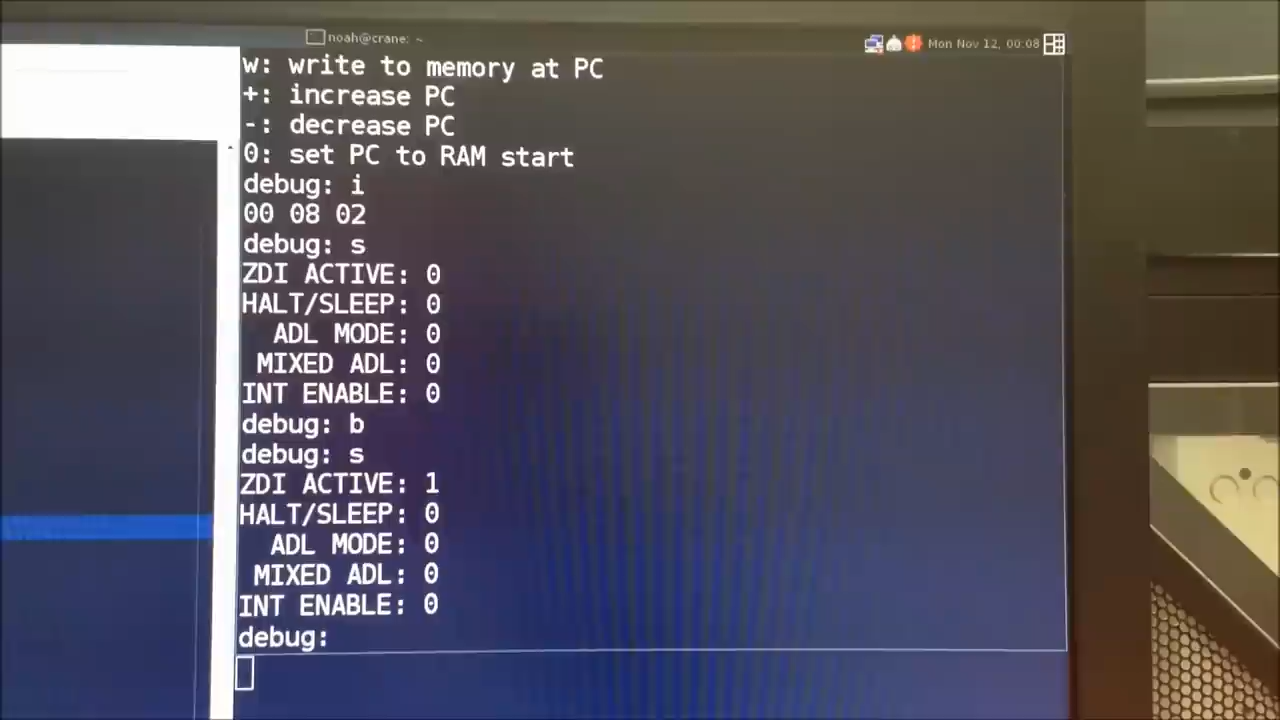 noah@crane: ~
Mon Nov 12, 00:08
w: write to memory at PC
+: increase PC
-: decrease PC
0: set PC to RAM start
debug: i
00 08 02
debug: s
ZDI ACTIVE: 0
HALT/SLEEP: 0
ADL MODE: 0
MIXED ADL: 0
INT ENABLE: 0
debug: b
debug: s
ZDI ACTIVE: 1
HALT/SLEEP: 0
ADL MODE: 0
MIXED ADL: 0
INT ENABLE: 0
debug: